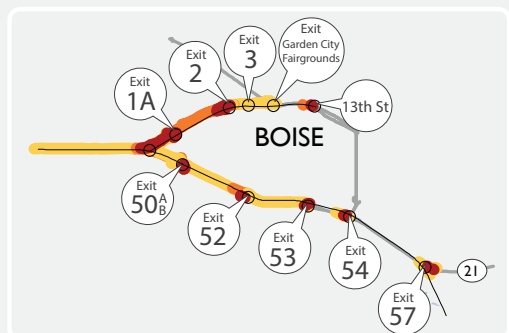 Exit
Garden City
Fairgrounds
Exit
3
Exit
2
Exit
1A
13th St
BOISE
Exit
50 A B
Exit
52
Exit
53
Exit
54
21
Exit
57